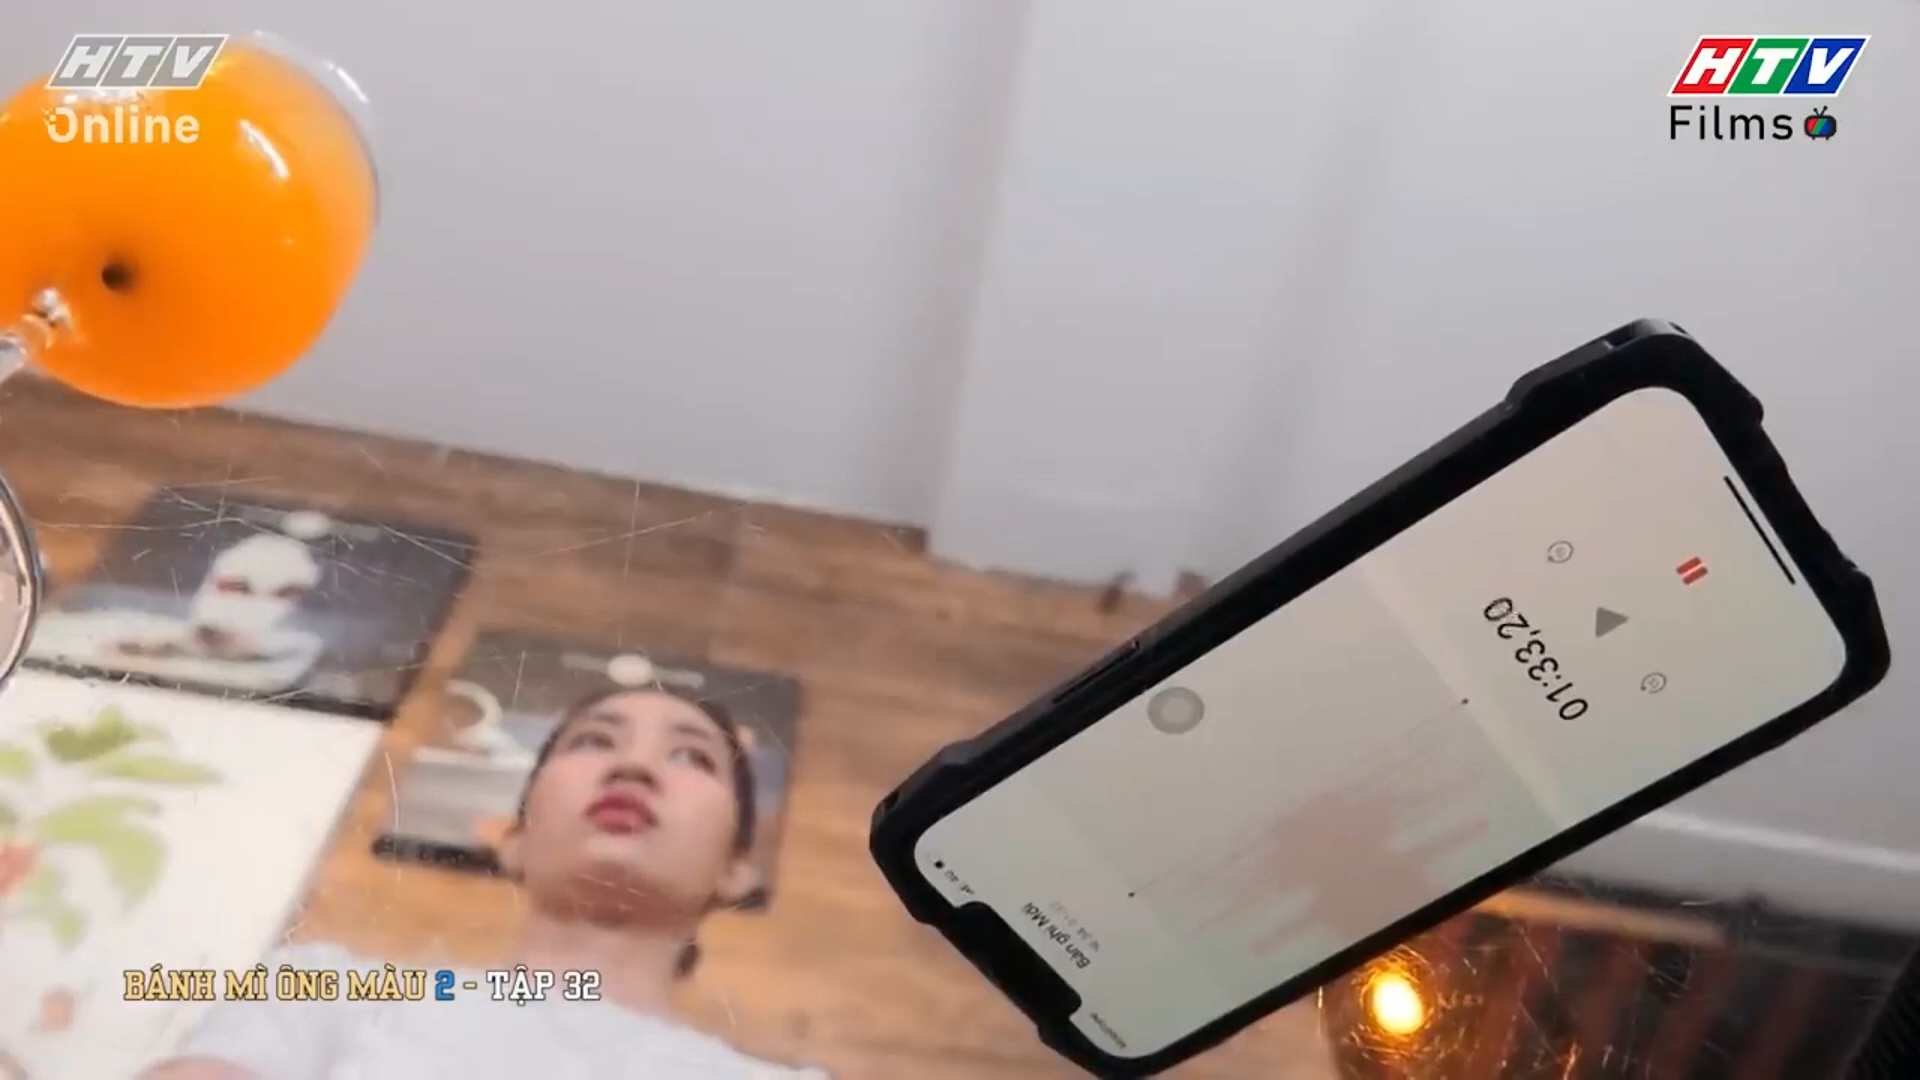 HTV
Online
HTV
Films
01:33,20
Bản ghi Mới
BÁNH MÌ ÔNG MÀU 2 - TẬP 32